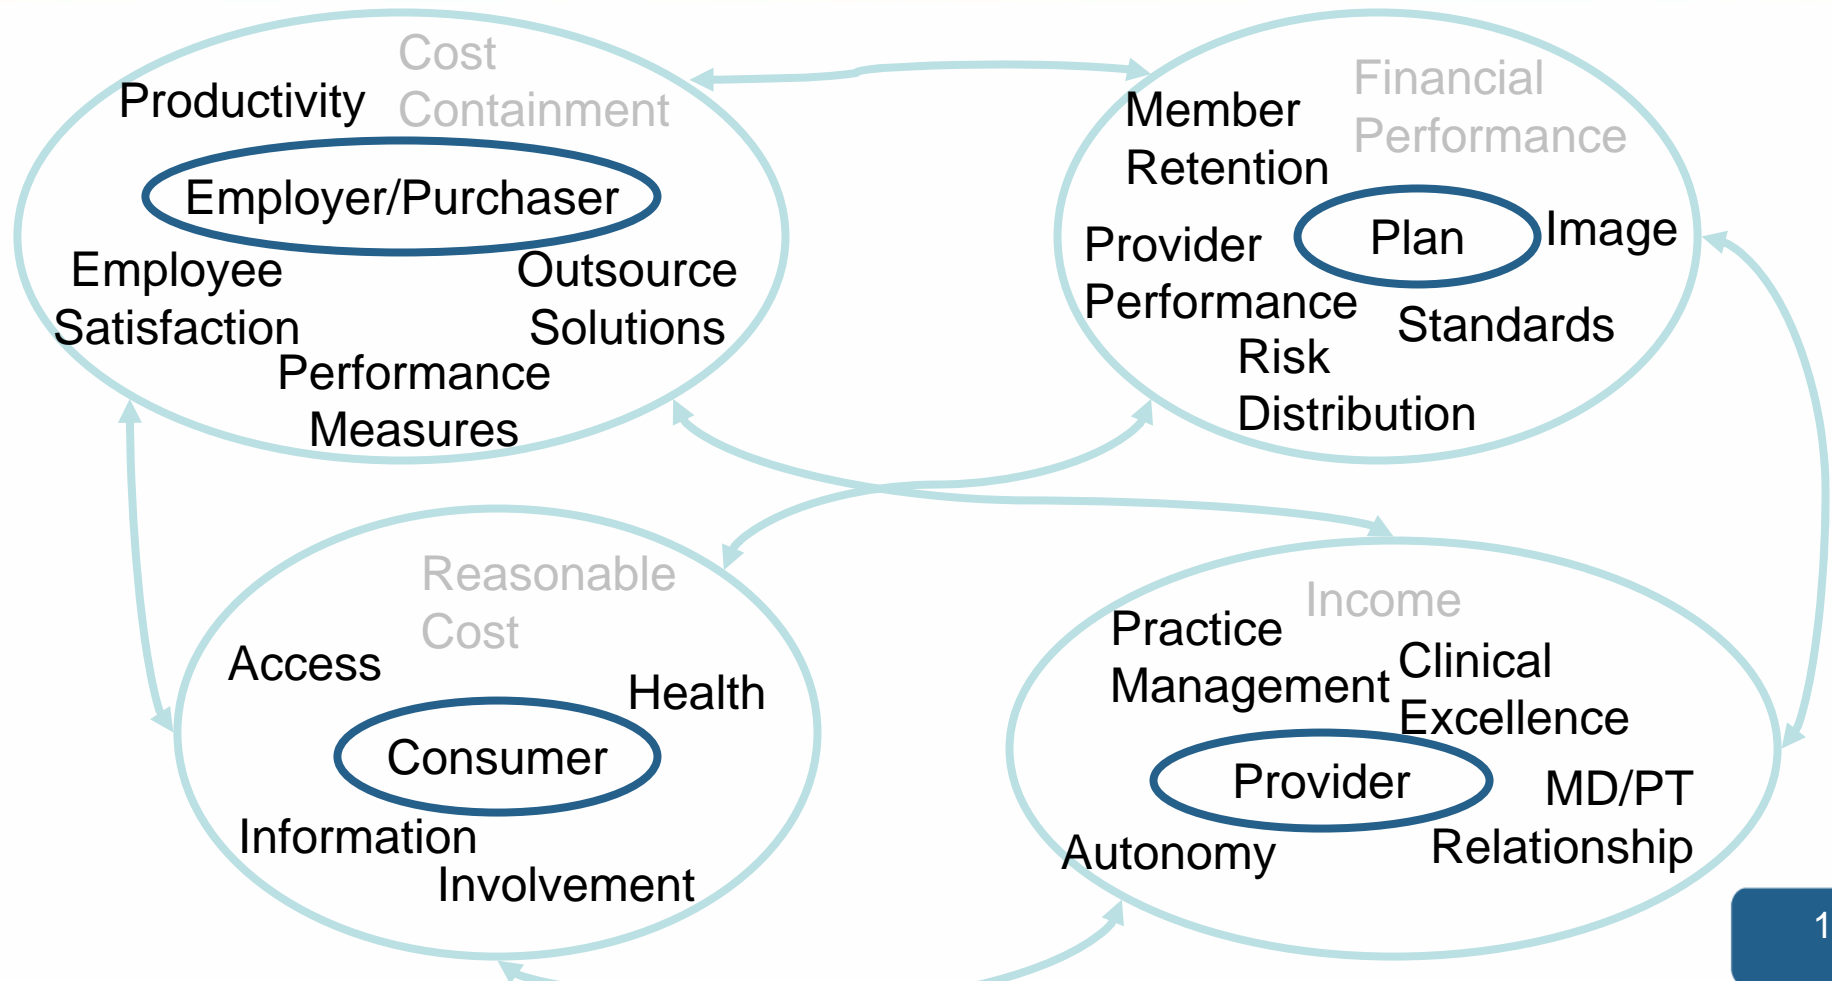 Cost
Containment
Productivity
Employer/Purchaser
Employee
Satisfaction
Outsource
Solutions
Performance
Measures
Financial
Performance
Member
Retention
Plan
Image
Provider
Performance
Standards
Risk
Distribution
Reasonable
Cost
Access
Health
Consumer
Information
Involvement
Income
Practice
Management
Clinical
Excellence
Provider
MD/PT
Relationship
Autonomy
1